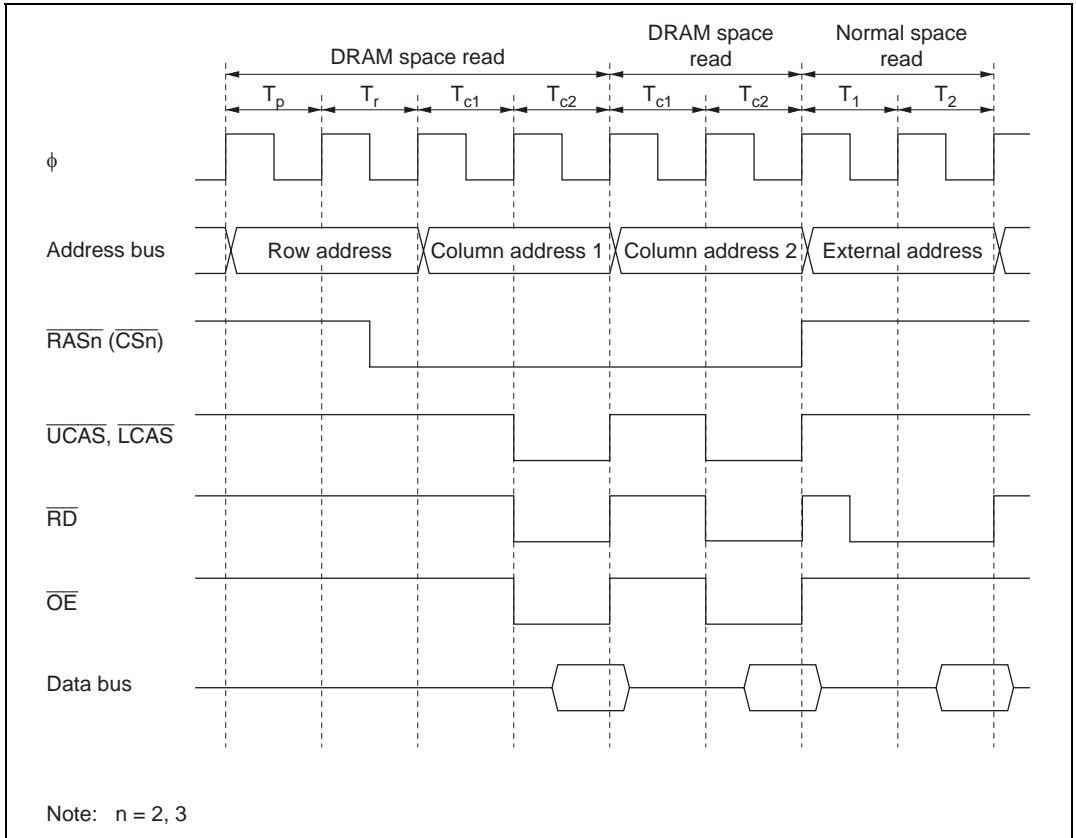 DRAM space read
DRAM space
read
Normal space
read
Tp Tr Tc1 Tc2 Tc1 Tc2 T1 T2
ϕ
Address bus Row address Column address 1 Column address 2 External address
RASn (CSn)
UCAS, LCAS
RD
OE
Data bus
Note: n = 2, 3